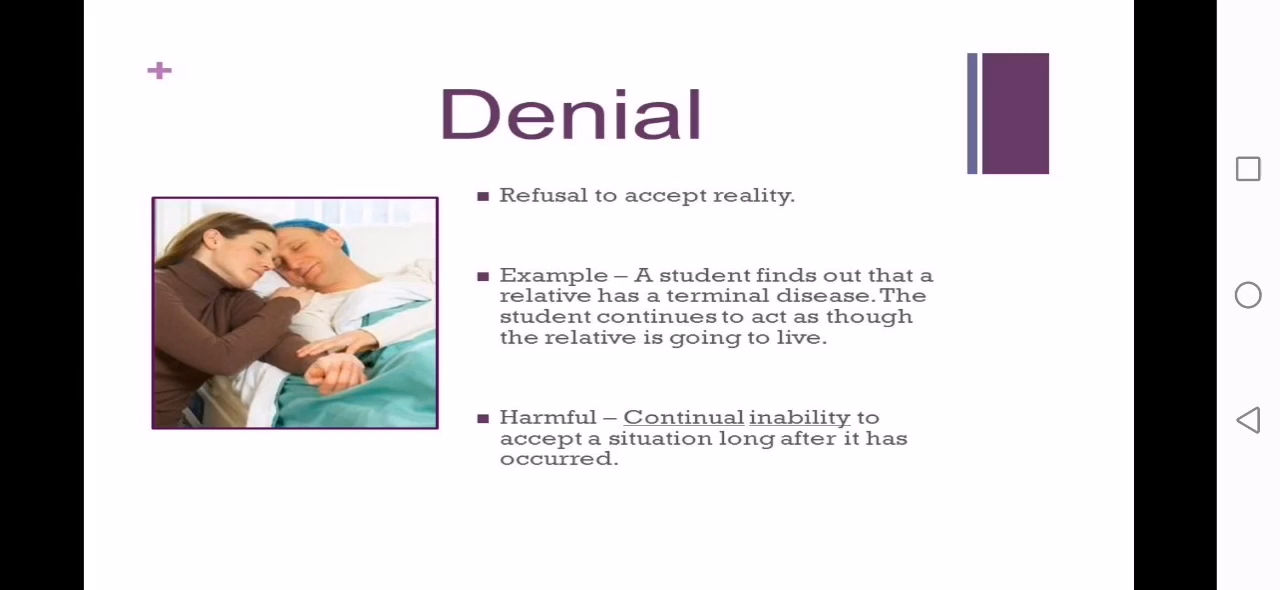 +
Denial
▪ Refusal to accept reality.
▪ Example – A student finds out that a
relative has a terminal disease. The
student continues to act as though
the relative is going to live.
▪ Harmful – Continual inability to
accept a situation long after it has
occurred.